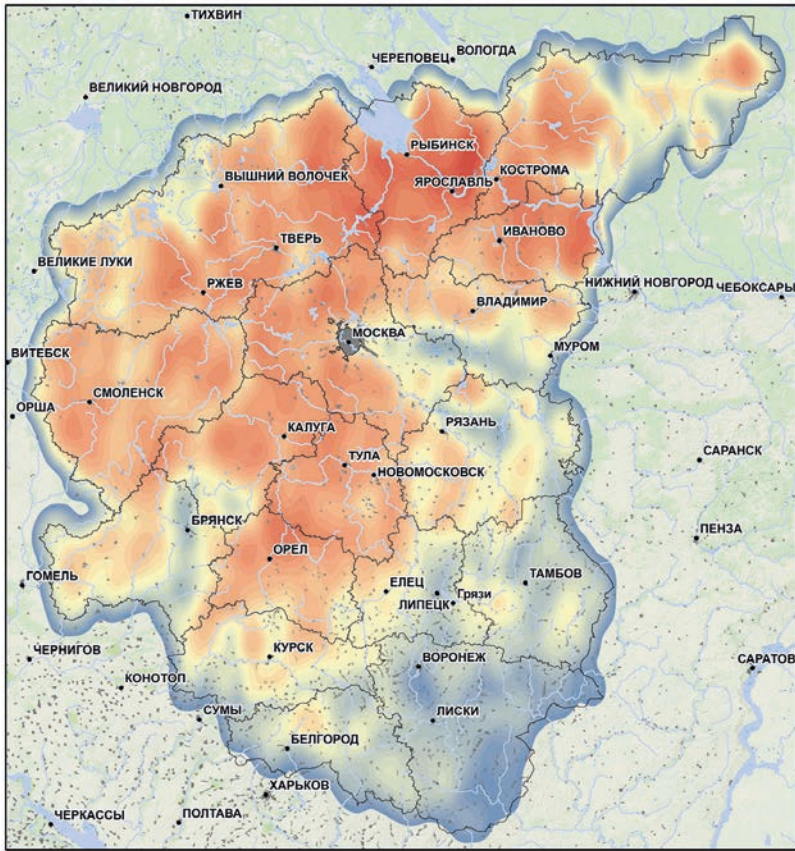 ТИХВИН
ЧЕРЕПОВЕЦ
ВОЛОГДА
ВЕЛИКИЙ НОВГОРОД
РЫБИНСК
ВЫШНИЙ ВОЛОЧЕК
ЯРОСЛАВЛЬ
КОСТРОМА
ИВАНОВО
ТВЕРЬ
ВЕЛИКИЕ ЛУКИ
РЖЕВ
НИЖНИЙ НОВГОРОД
ЧЕБОКСАРЫ
ВЛАДИМИР
МОСКВА
ВИТЕБСК
МУРОМ
СМОЛЕНСК
ОРША
КАЛУГА
РЯЗАНЬ
ТУЛА
НОВОМОСКОВСК
САРАНСК
БРЯНСК
ПЕНЗА
ОРЕЛ
ГОМЕЛЬ
ЕЛЕЦ
ТАМБОВ
ЛИПЕЦК
Грязи
ЧЕРНИГОВ
КУРСК
ВОРОНЕЖ
САРАТОВ
КОНОТОП
СУМЫ
ЛИСКИ
БЕЛГОРОД
ХАРЬКОВ
ЧЕРКАССЫ
ПОЛТАВА